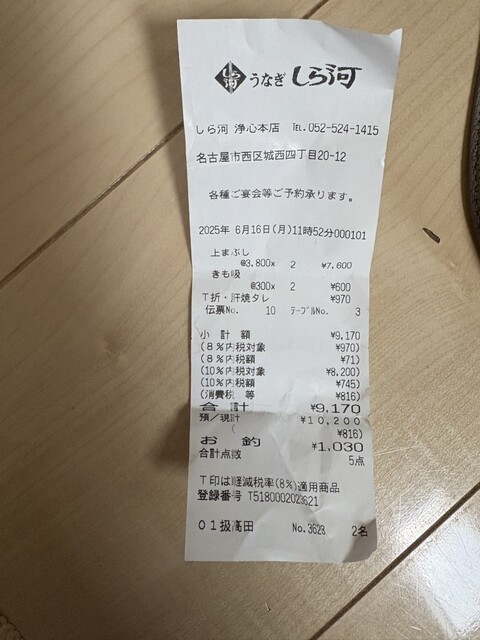 しら河
うなぎ しら河
しら河 浄心本店 TEL.052-524-1415
名古屋市西区城西四丁目20-12
各種ご宴会等ご予約承ります。
2025年 6月16日(月)11時52分000101
上まぶし
@3,800x 2 ¥7,600
きも吸
@300x 2 ¥600
T折・肝焼タレ ¥970
伝票No. 10 テーブルNo. 3
小 計 額 ¥9,170
(8%内税対象 ¥970)
(8%内税額 ¥71)
(10%内税対象 ¥8,200)
(10%内税額 ¥745)
(消費税 等 ¥816)
合 計 ¥9,170
預/現計 ¥10,200
( ¥816)
お 釣 ¥1,030
合計点数 5点
T印は軽減税率(8%)適用商品
登録番号 T5180002023621
01扱高田 No.3623 2名